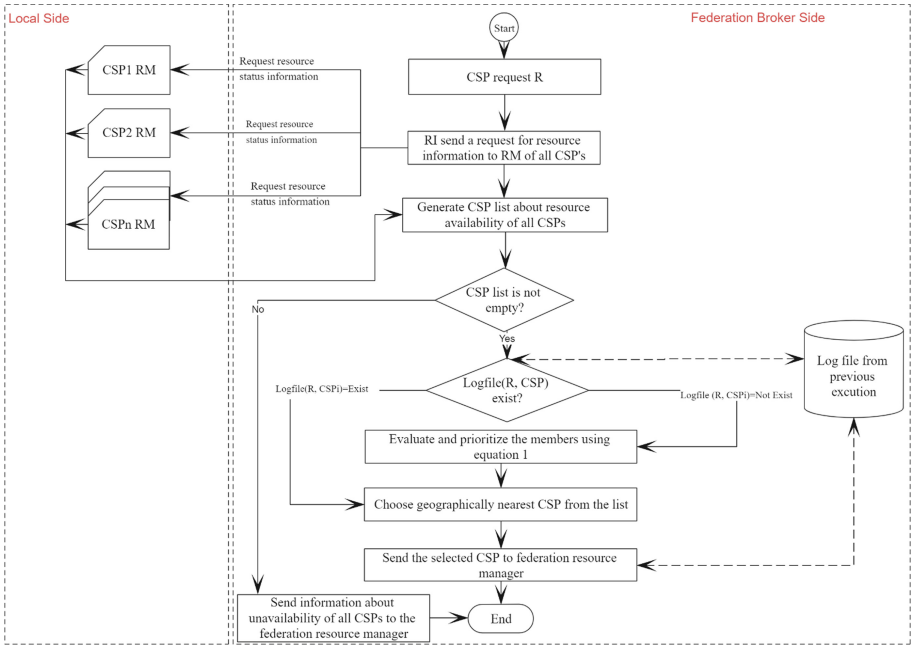 Local Side
Federation Broker Side
Start
CSP request R
CSP1 RM
Request resource
status information
CSP2 RM
Request resource
status information
RI send a request for resource
information to RM of all CSP's
CSPn RM
Request resource
status information
Generate CSP list about resource
availability of all CSPs
CSP list is not
empty?
No
Yes
Log file from
previous
excution
Logfile(R, CSP)
exist?
Logfile(R, CSPi)=Exist
Logfile (R, CSPi)=Not Exist
Evaluate and prioritize the members using
equation 1
Choose geographically nearest CSP from the list
Send the selected CSP to federation resource
manager
Send information about
unavailability of all CSPs to the
federation resource manager
End